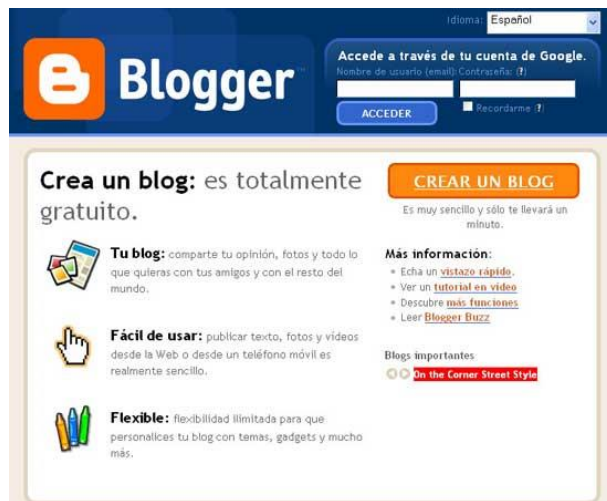 Idioma: Español
Blogger™
Accede a través de tu cuenta de Google.
Nombre de usuario (email): Contraseña: (?)
ACCEDER
Recordarme (?)
Crea un blog: es totalmente
gratuito.
Tu blog: comparte tu opinión, fotos y todo lo
que quieras con tus amigos y con el resto del
mundo.
Fácil de usar: publicar texto, fotos y vídeos
desde la Web o desde un teléfono móvil es
realmente sencillo.
Flexible: flexibilidad ilimitada para que
personalices tu blog con temas, gadgets y mucho
más.
CREAR UN BLOG
Es muy sencillo y sólo te llevará un
minuto.
Más información:
Echa un vistazo rápido.
Ver un tutorial en vídeo
Descubre más funciones
Leer Blogger Buzz
Blogs importantes
On the Corner Street Style